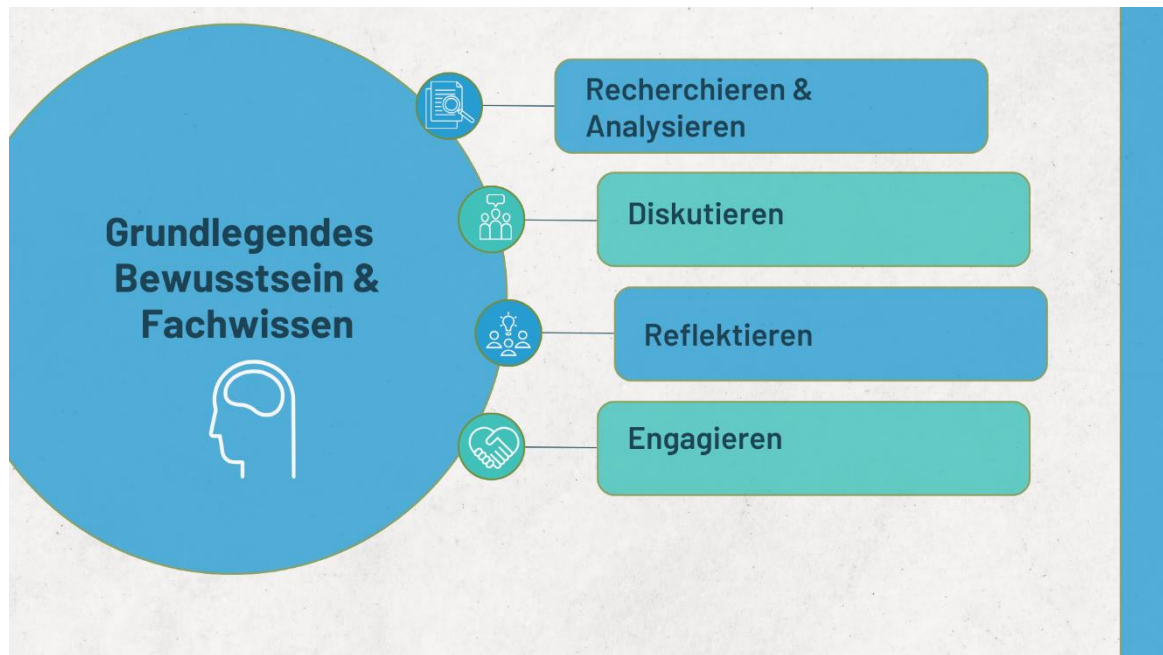 Grundlegendes
Bewusstsein &
Fachwissen
Recherchieren &
Analysieren
Diskutieren
Reflektieren
Engagieren